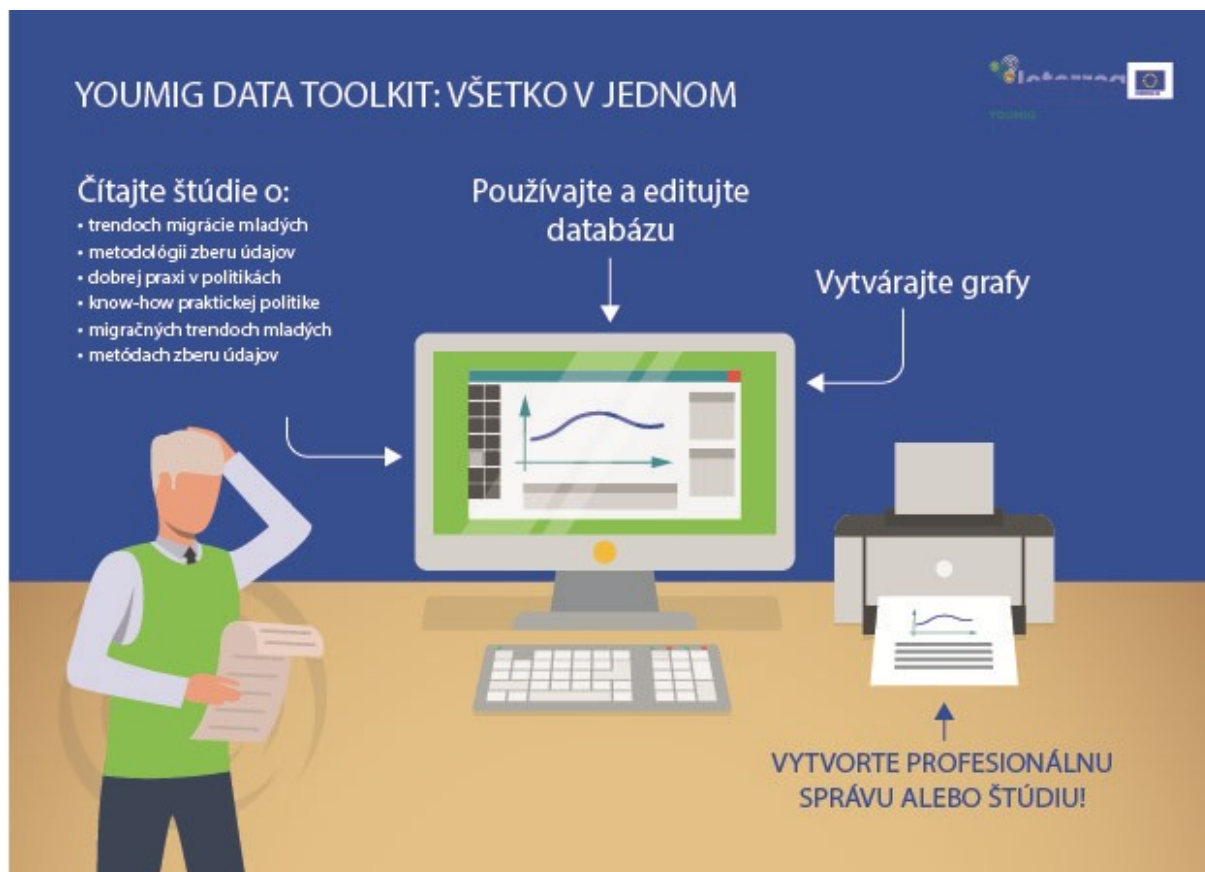 YOUMIG DATA TOOLKIT: VŠETKO V JEDNOM
YOUMIG
Čítajte štúdie o:
• trendoch migrácie mladých
• metodológii zberu údajov
• dobrej praxi v politikách
• know-how praktickej politike
• migračných trendoch mladých
• metódach zberu údajov
Používajte a editujte
databázu
Vytvárajte grafy
VYTVORTE PROFESIONÁLNU
SPRÁVU ALEBO ŠTÚDIU!